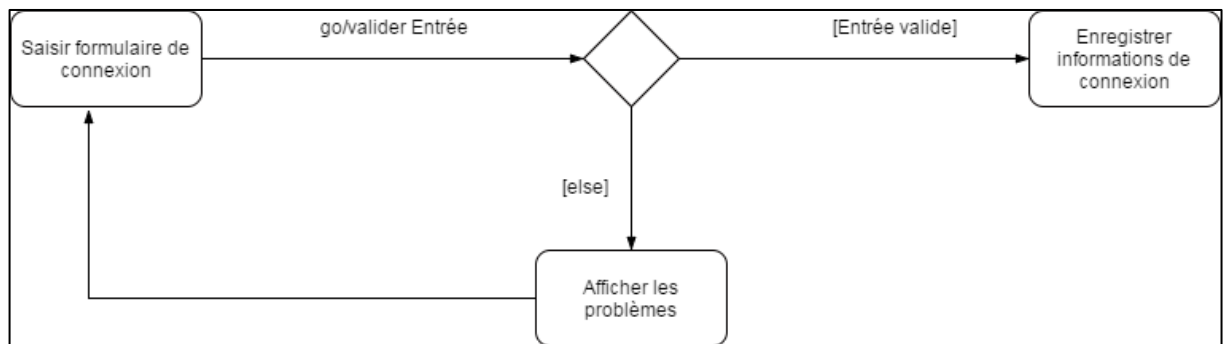 Saisir formulaire de
connexion
go/valider Entrée
[Entrée valide]
Enregistrer
informations de
connexion
[else]
Afficher les
problèmes